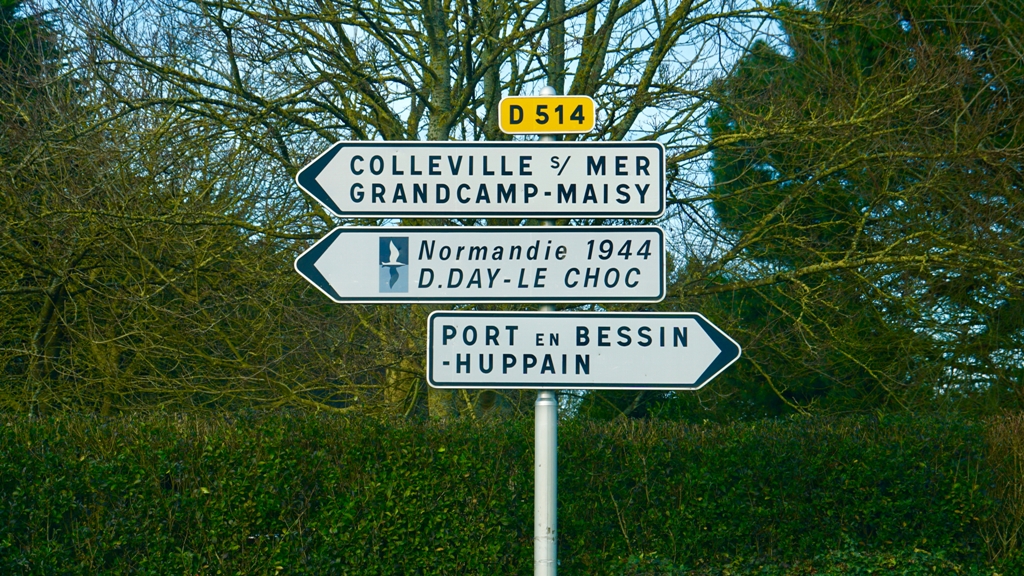 D 514
COLLEVILLE s/ MER
GRANDCAMP-MAISY
Normandie 1944
D.DAY-LE CHOC
PORT EN BESSIN
-HUPPAIN